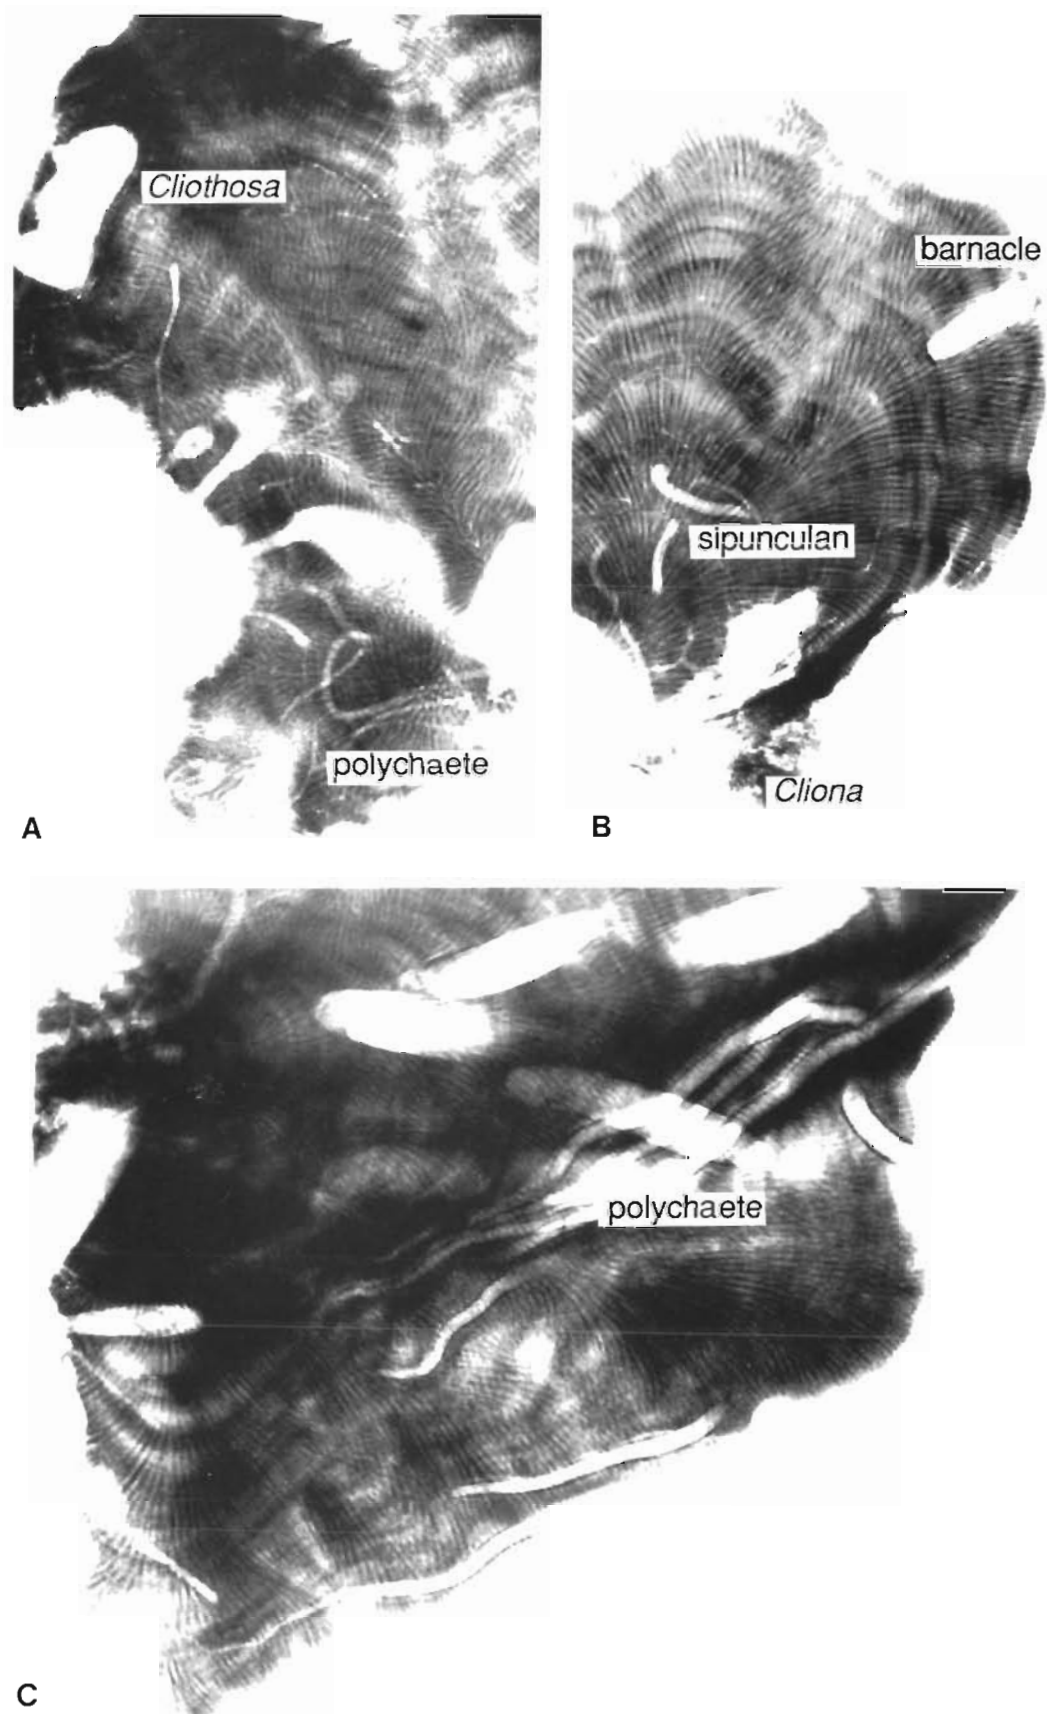 Cliothosa
polychaete
A
barnacle
sipunculan
Cliona
B
polychaete
C